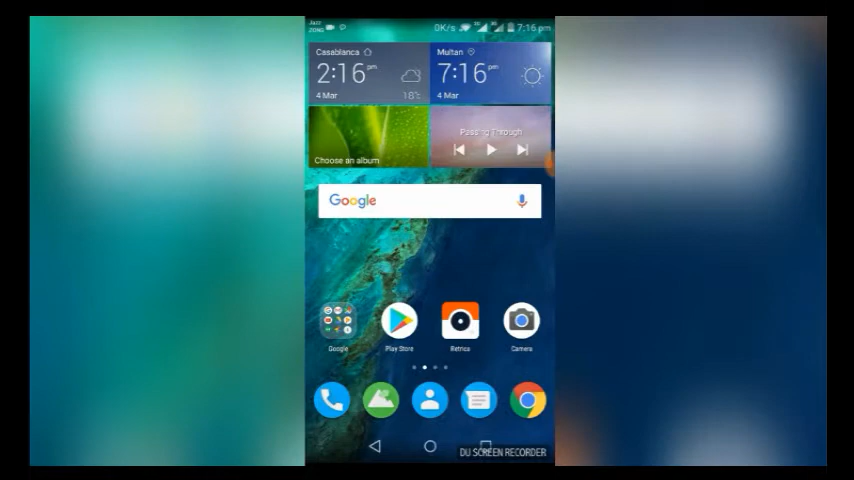 Jazz
ZONG
0K/s
7:16 pm
Casablanca
2:16 pm
4 Mar
18°c
Multan
7:16 pm
4 Mar
Choose an album
Passing Through
Google
Google
Play Store
Retrica
Camera
DU SCREEN RECORDER